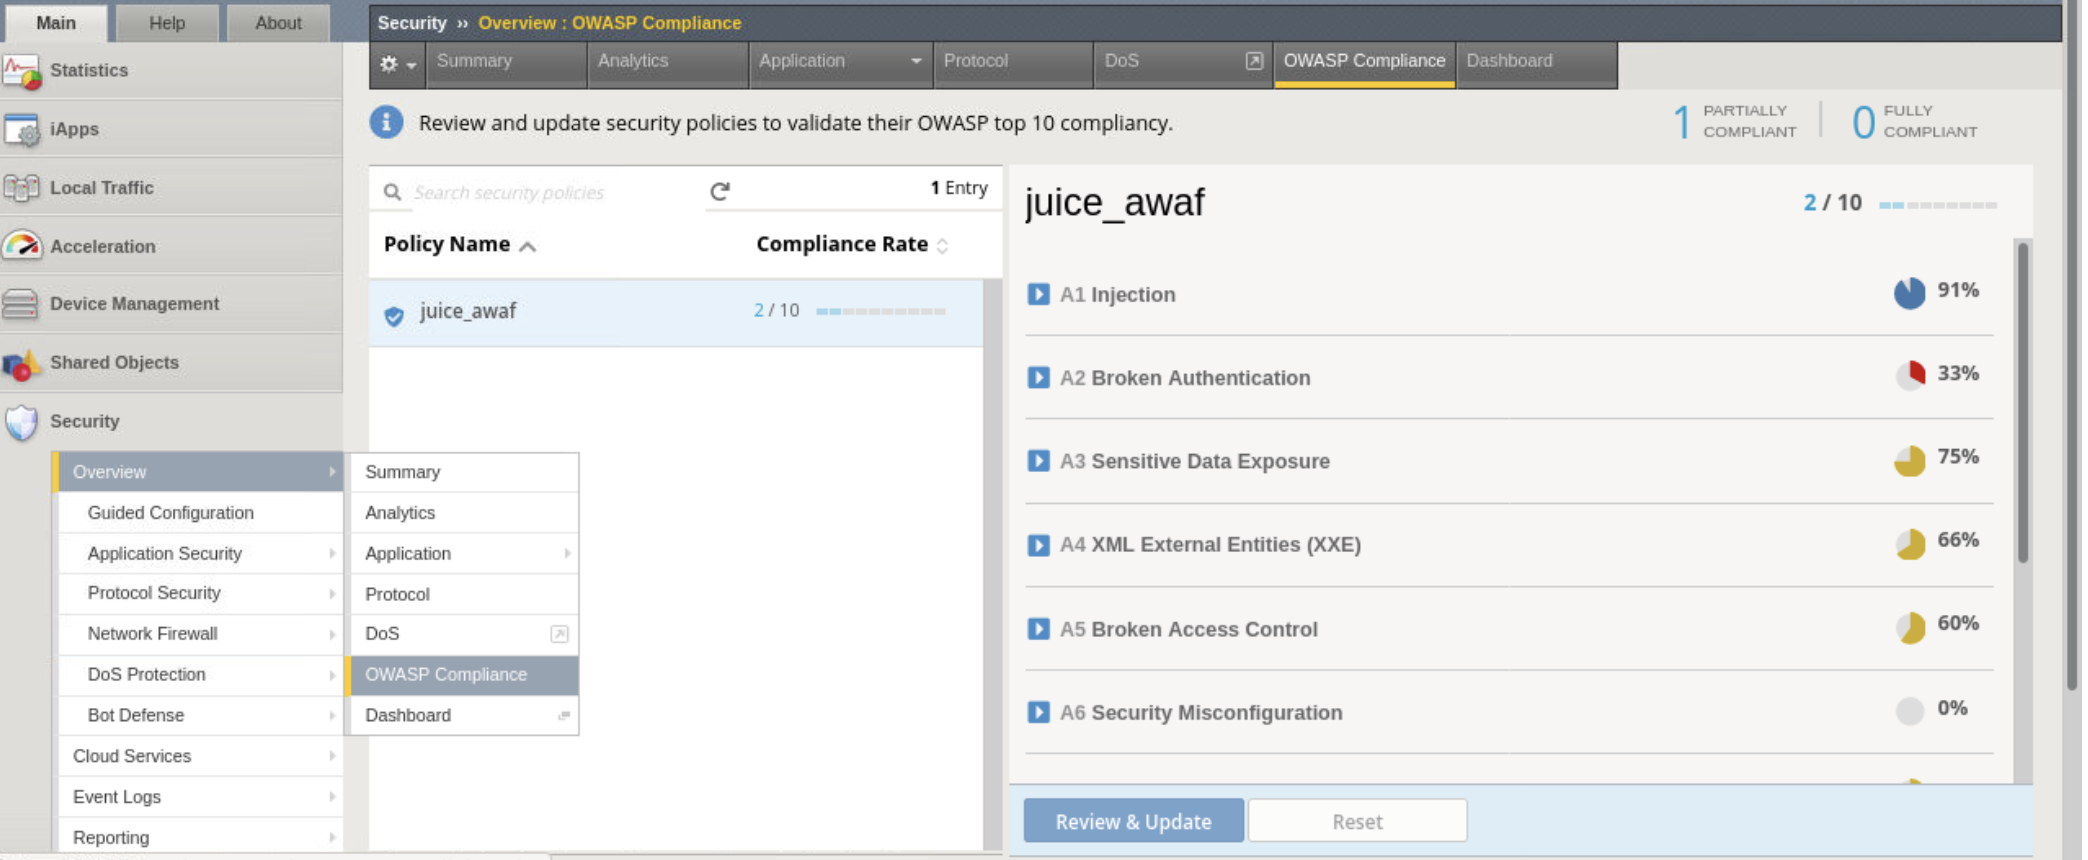 Main
Help
About
Statistics
iApps
Local Traffic
Acceleration
Device Management
Shared Objects
Security
Overview
Guided Configuration
Application Security
Protocol Security
Network Firewall
DoS Protection
Bot Defense
Cloud Services
Event Logs
Reporting
Summary
Analytics
Application
Protocol
DoS
OWASP Compliance
Dashboard
Security ›› Overview : OWASP Compliance
Summary
Analytics
Application
Protocol
DoS
OWASP Compliance
Dashboard
Review and update security policies to validate their OWASP top 10 compliancy.
1 PARTIALLY COMPLIANT
0 FULLY COMPLIANT
Search security policies
1 Entry
Policy Name
Compliance Rate
juice_awaf
2 / 10
juice_awaf
2 / 10
A1 Injection 91%
A2 Broken Authentication 33%
A3 Sensitive Data Exposure 75%
A4 XML External Entities (XXE) 66%
A5 Broken Access Control 60%
A6 Security Misconfiguration 0%
Review & Update
Reset